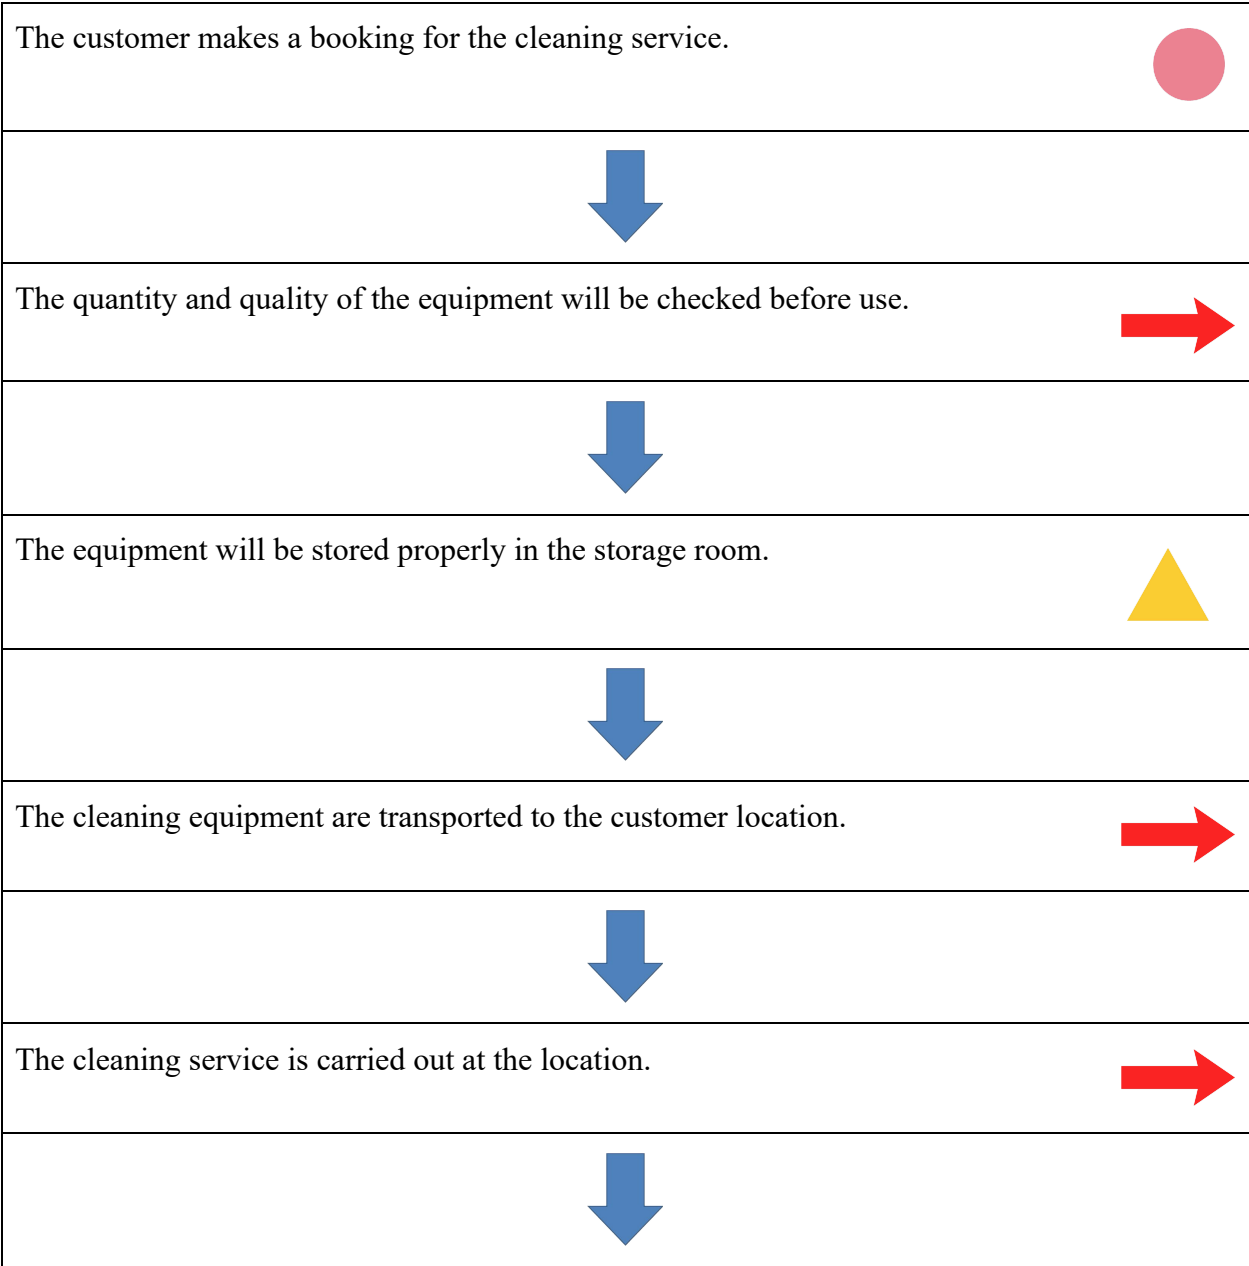 The customer makes a booking for the cleaning service.
The quantity and quality of the equipment will be checked before use.
The equipment will be stored properly in the storage room.
The cleaning equipment are transported to the customer location.
The cleaning service is carried out at the location.